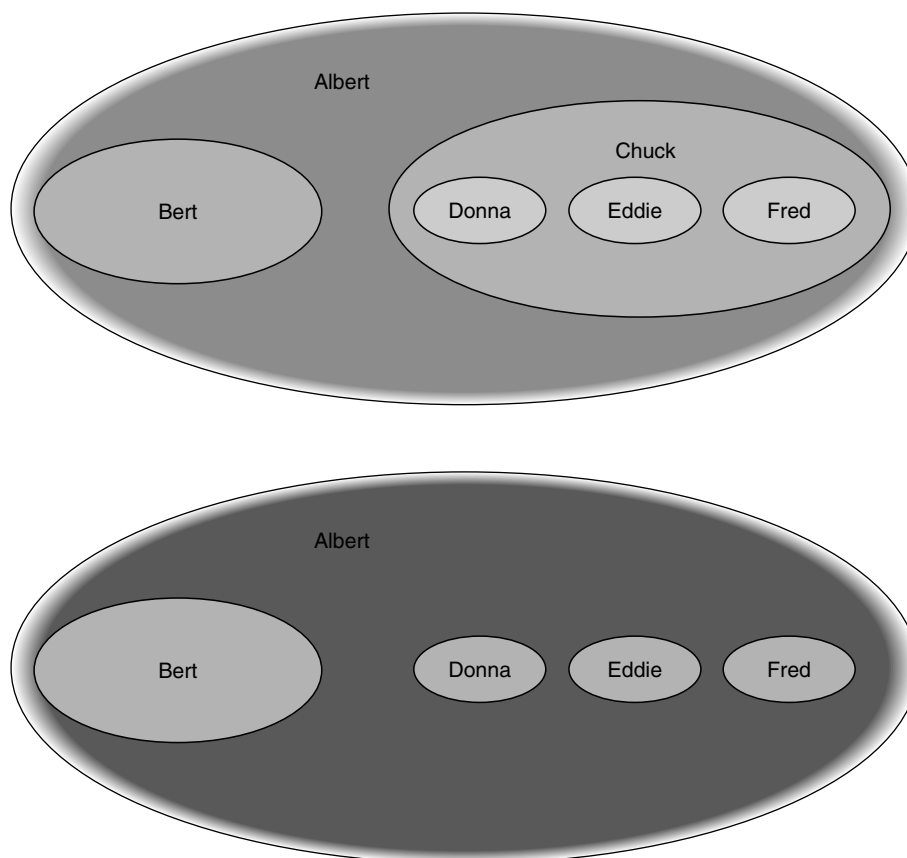 Albert
Chuck
Bert
Donna
Eddie
Fred
Albert
Bert
Donna
Eddie
Fred